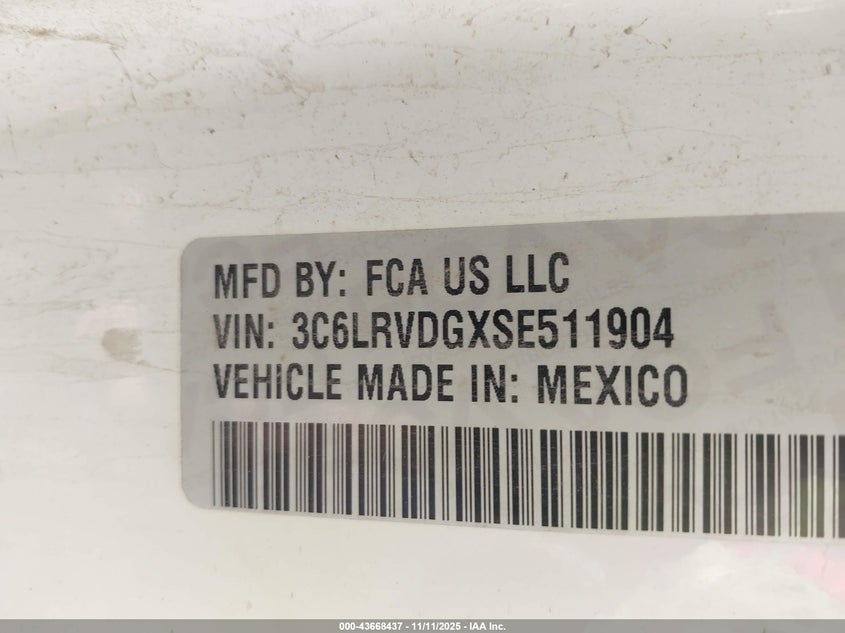 MFD BY: FCA US LLC
VIN: 3C6LRVDGXSE511904
VEHICLE MADE IN: MEXICO
000-43668437 - 11/11/2025 - IAA Inc.